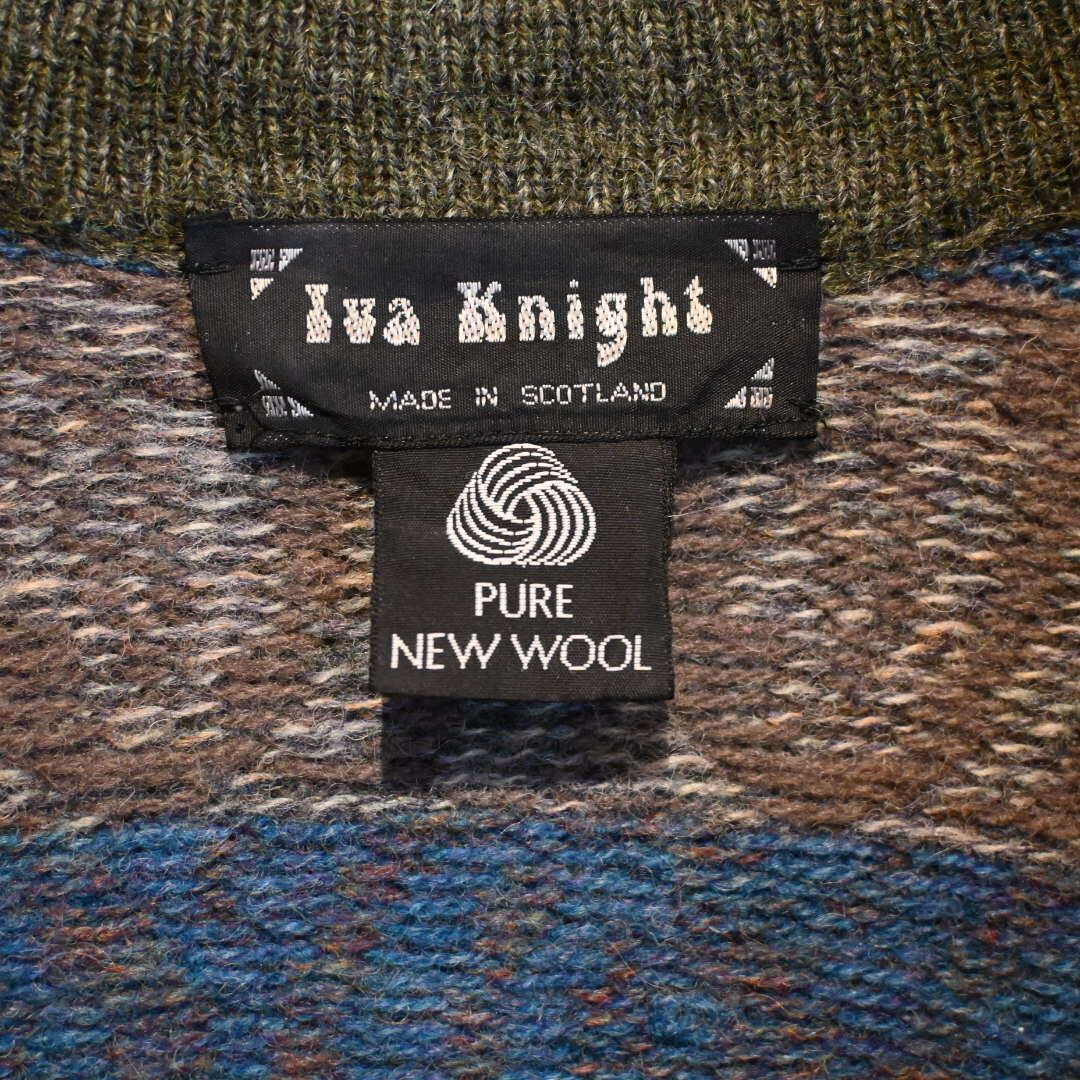 Iva Knight
MADE IN SCOTLAND
PURE
NEW WOOL